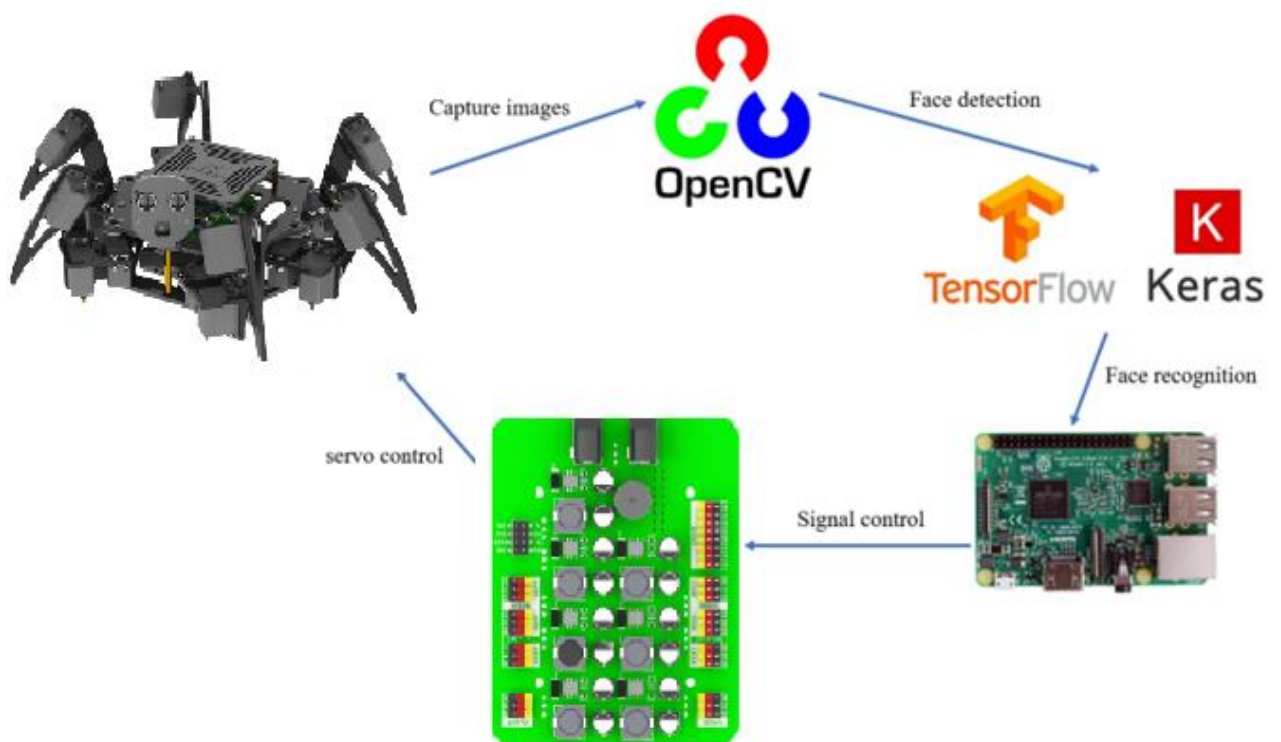 Capture images
OpenCV
Face detection
TensorFlow
K
Keras
Face recognition
servo control
Signal control